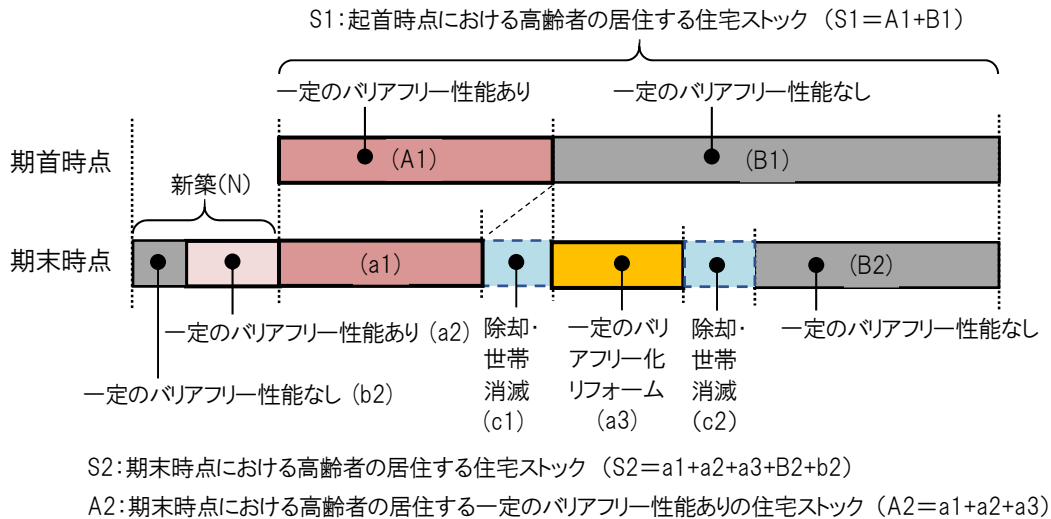 S1:起首時点における高齢者の居住する住宅ストック (S1=A1+B1)
一定のバリアフリー性能あり
一定のバリアフリー性能なし
期首時点
(A1)
(B1)
新築(N)
期末時点
(a1)
(B2)
一定のバリアフリー性能あり(a2)
除却・
世帯
消滅
(c1)
一定のバリ
アフリー化
リフォーム
(a3)
除却・
世帯
消滅
(c2)
一定のバリアフリー性能なし
一定のバリアフリー性能なし(b2)
S2:期末時点における高齢者の居住する住宅ストック (S2=a1+a2+a3+B2+b2)
A2:期末時点における高齢者の居住する一定のバリアフリー性能ありの住宅ストック (A2=a1+a2+a3)